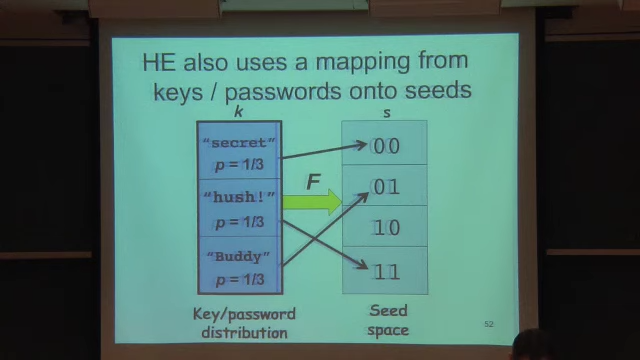 HE also uses a mapping from
keys / passwords onto seeds
k
s
"secret"
p = 1/3
00
"hush!"
p = 1/3
F
01
10
"Buddy"
p = 1/3
11
Key/password
distribution
Seed
space
52